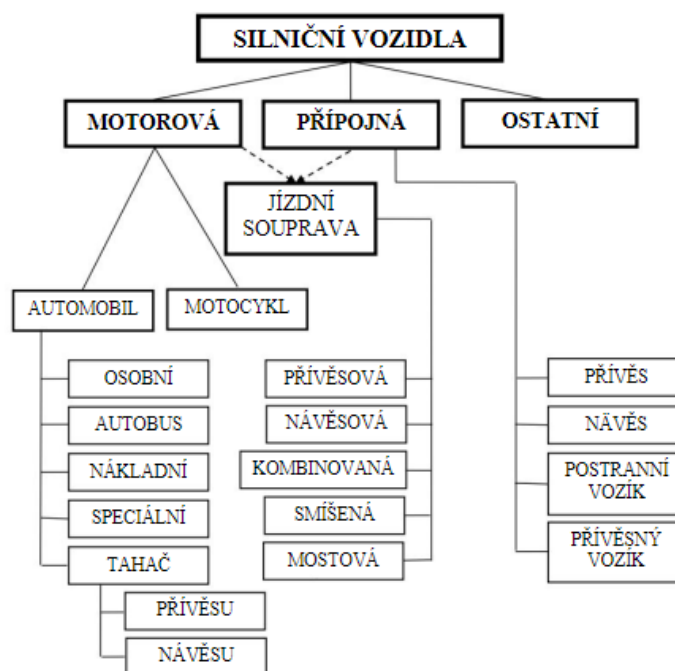 SILNIČNÍ VOZIDLA
MOTOROVÁ
PŘÍPOJNÁ
OSTATNÍ
JÍZDNÍ
SOUPRAVA
AUTOMOBIL
MOTOCYKL
OSOBNÍ
AUTOBUS
NÁKLADNÍ
SPECIÁLNÍ
TAHAČ
PŘÍVĚSU
NÁVĚSU
PŘÍVĚSOVÁ
NÁVĚSOVÁ
KOMBINOVANÁ
SMÍŠENÁ
MOSTOVÁ
PŘÍVĚS
NÄVĚS
POSTRANNÍ
VOZÍK
PŘÍVĚSNÝ
VOZÍK